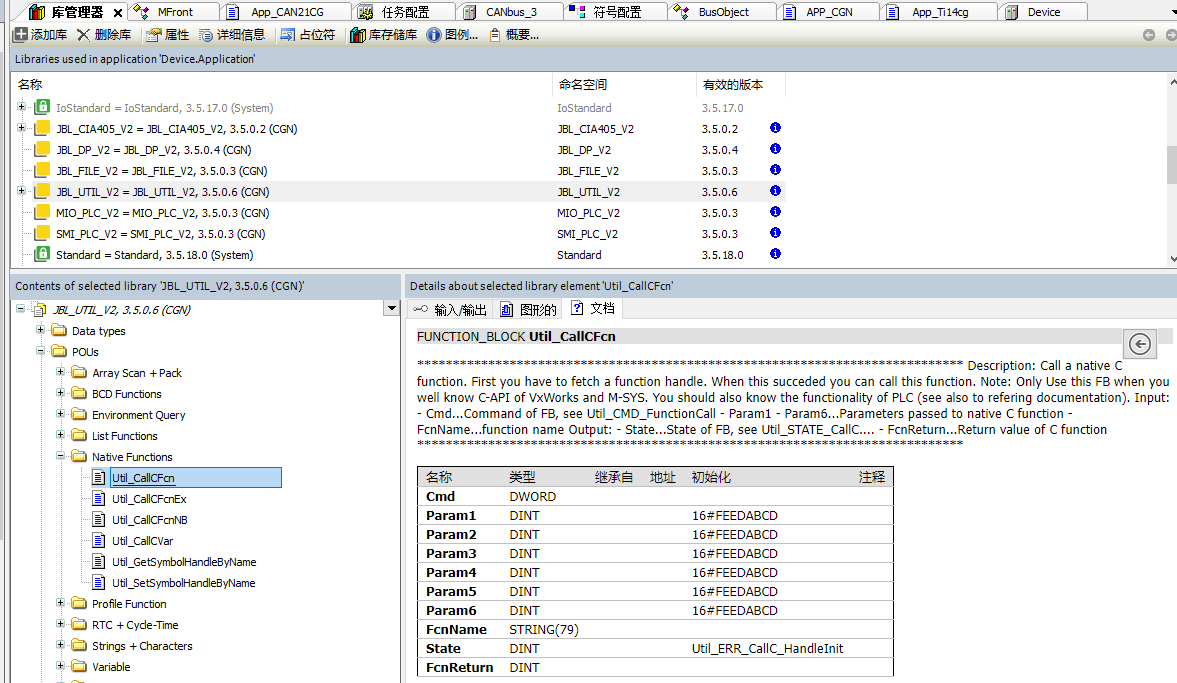 库管理器 MFront App_CAN21CG 任务配置 CANbus_3 符号配置 BusObject APP_CGN App_Ti14cg Device
添加库 删除库 属性 详细信息 占位符 库存储库 图例... 概要...
Libraries used in application 'Device.Application'
名称 命名空间 有效的版本
IoStandard = IoStandard, 3.5.17.0 (System) IoStandard 3.5.17.0
JBL_CIA405_V2 = JBL_CIA405_V2, 3.5.0.2 (CGN) JBL_CIA405_V2 3.5.0.2
JBL_DP_V2 = JBL_DP_V2, 3.5.0.4 (CGN) JBL_DP_V2 3.5.0.4
JBL_FILE_V2 = JBL_FILE_V2, 3.5.0.3 (CGN) JBL_FILE_V2 3.5.0.3
JBL_UTIL_V2 = JBL_UTIL_V2, 3.5.0.6 (CGN) JBL_UTIL_V2 3.5.0.6
MIO_PLC_V2 = MIO_PLC_V2, 3.5.0.3 (CGN) MIO_PLC_V2 3.5.0.3
SMI_PLC_V2 = SMI_PLC_V2, 3.5.0.3 (CGN) SMI_PLC_V2 3.5.0.3
Standard = Standard, 3.5.18.0 (System) Standard 3.5.18.0
Contents of selected library 'JBL_UTIL_V2, 3.5.0.6 (CGN)'
JBL_UTIL_V2, 3.5.0.6 (CGN)
Data types
POUs
Array Scan + Pack
BCD Functions
Environment Query
List Functions
Native Functions
Util_CallCFcn
Util_CallCFcnEx
Util_CallCFcnNB
Util_CallCVar
Util_GetSymbolHandleByName
Util_SetSymbolHandleByName
Profile Function
RTC + Cycle-Time
Strings + Characters
Variable
Details about selected library element 'Util_CallCFcn'
输入/输出 图形的 文档
FUNCTION_BLOCK Util_CallCFcn
****************************************************************************** Description: Call a native C
function. First you have to fetch a function handle. When this succeded you can call this function. Note: Only Use this FB when you
well know C-API of VxWorks and M-SYS. You should also know the functionality of PLC (see also to refering documentation). Input:
- Cmd...Command of FB, see Util_CMD_FunctionCall - Param1 - Param6...Parameters passed to native C function -
FcnName...function name Output: - State...State of FB, see Util_STATE_CallC.... - FcnReturn...Return value of C function
******************************************************************************
名称 类型 继承自 地址 初始化 注释
Cmd DWORD
Param1 DINT 16#FEEDABCD
Param2 DINT 16#FEEDABCD
Param3 DINT 16#FEEDABCD
Param4 DINT 16#FEEDABCD
Param5 DINT 16#FEEDABCD
Param6 DINT 16#FEEDABCD
FcnName STRING(79)
State DINT Util_ERR_CallC_HandleInit
FcnReturn DINT